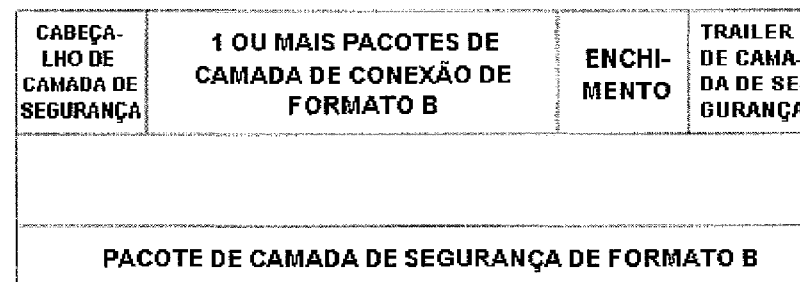 CABEÇA-
LHO DE
CAMADA DE
SEGURANÇA
1 OU MAIS PACOTES DE
CAMADA DE CONEXÃO DE
FORMATO B
ENCHI-
MENTO
TRAILER
DE CAMA-
DA DE SE-
GURANÇA
PACOTE DE CAMADA DE SEGURANÇA DE FORMATO B